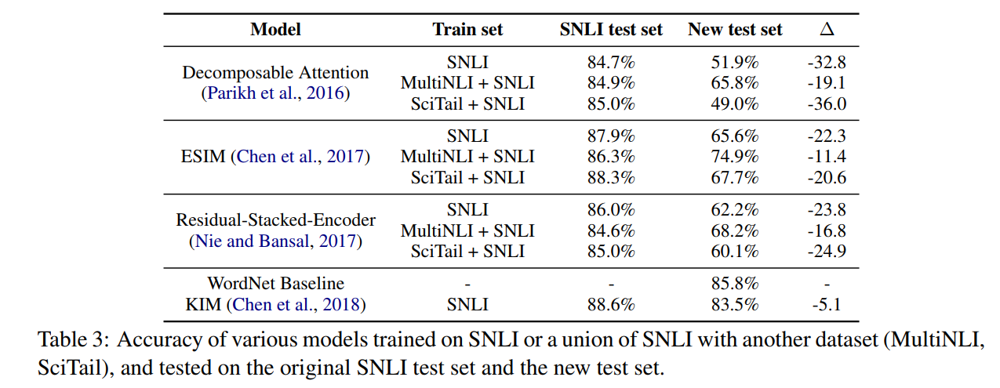 Model Train set SNLI test set New test set Δ
SNLI 84.7% 51.9% -32.8
Decomposable Attention
(Parikh et al., 2016) MultiNLI + SNLI 84.9% 65.8% -19.1
SciTail + SNLI 85.0% 49.0% -36.0
SNLI 87.9% 65.6% -22.3
ESIM (Chen et al., 2017) MultiNLI + SNLI 86.3% 74.9% -11.4
SciTail + SNLI 88.3% 67.7% -20.6
SNLI 86.0% 62.2% -23.8
Residual-Stacked-Encoder
(Nie and Bansal, 2017) MultiNLI + SNLI 84.6% 68.2% -16.8
SciTail + SNLI 85.0% 60.1% -24.9
WordNet Baseline - - 85.8% -
KIM (Chen et al., 2018) SNLI 88.6% 83.5% -5.1
Table 3: Accuracy of various models trained on SNLI or a union of SNLI with another dataset (MultiNLI,
SciTail), and tested on the original SNLI test set and the new test set.